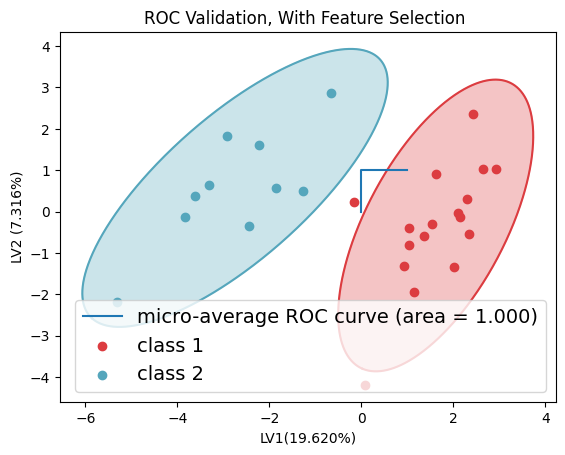 ROC Validation, With Feature Selection
4
3
2
1
0
−1
−2
−3
−4
LV2 (7.316%)
micro-average ROC curve (area = 1.000)
class 1
class 2
−6
−4
−2
0
2
4
LV1(19.620%)